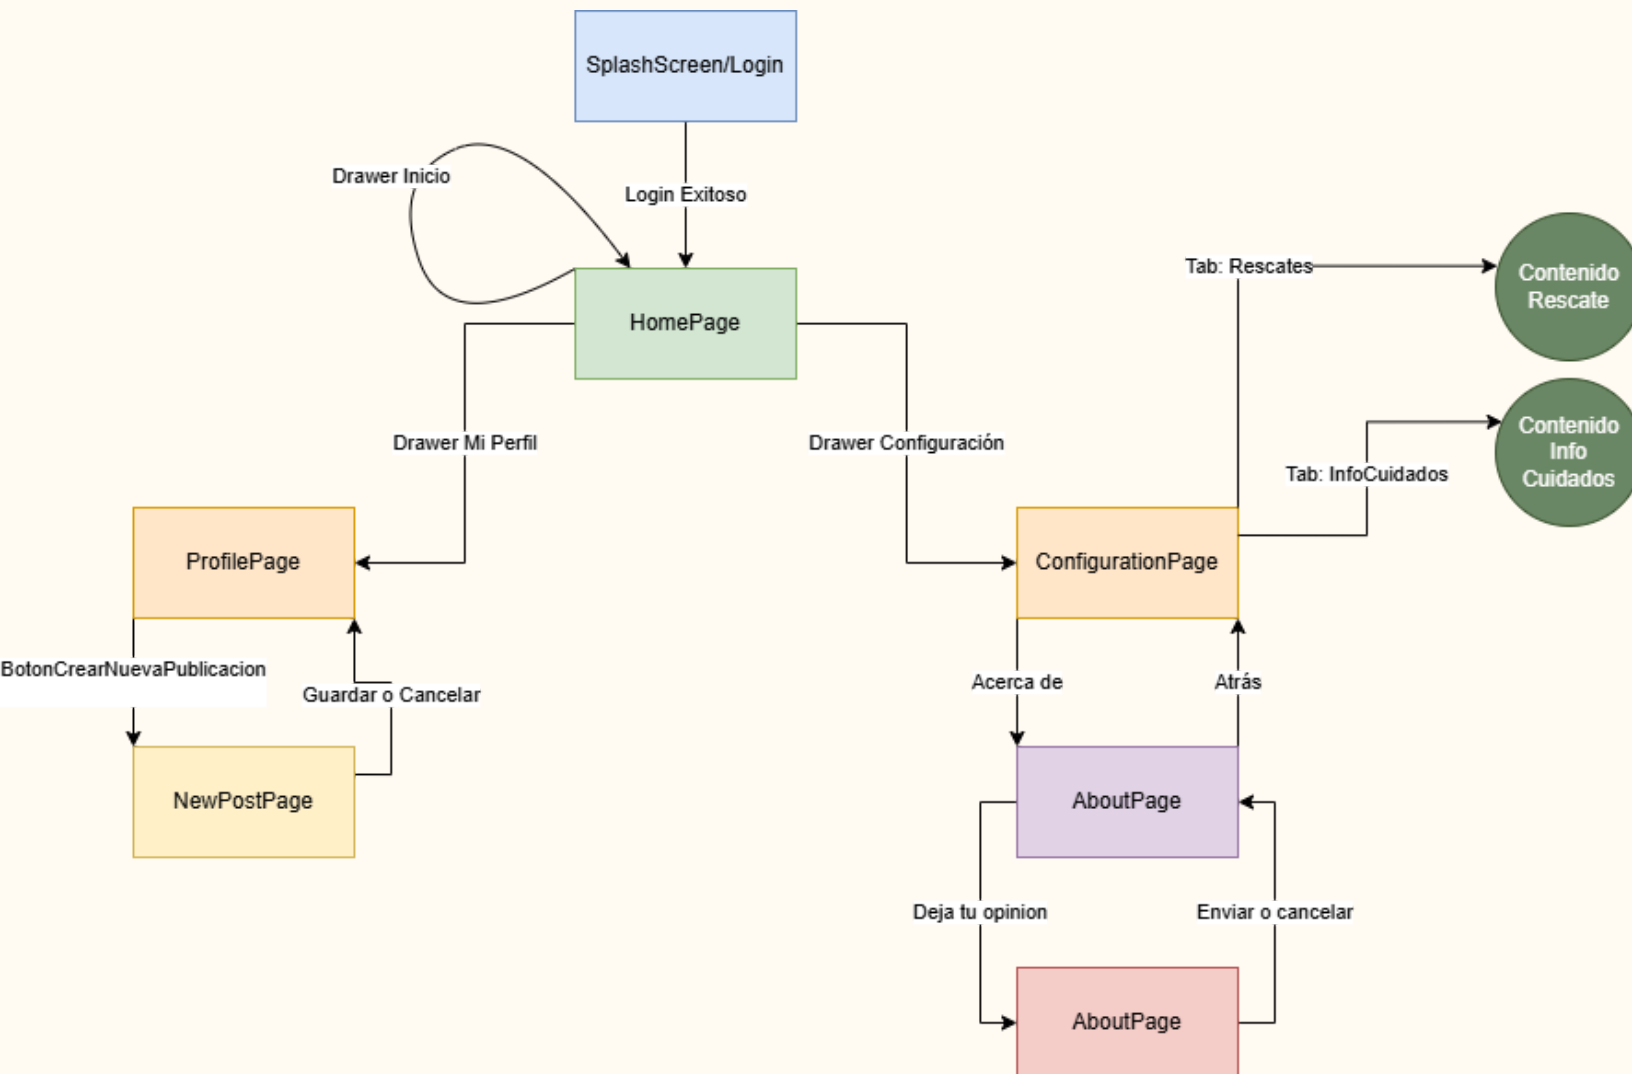 SplashScreen/Login
Drawer Inicio
Login Exitoso
Tab: Rescates
Contenido
Rescate
HomePage
Drawer Mi Perfil
Drawer Configuración
Tab: InfoCuidados
Contenido
Info
Cuidados
ProfilePage
ConfigurationPage
BotonCrearNuevaPublicacion
Guardar o Cancelar
Acerca de
Atrás
NewPostPage
AboutPage
Deja tu opinion
Enviar o cancelar
AboutPage